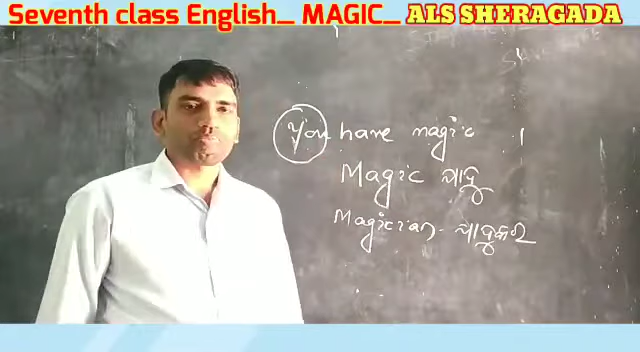 Seventh class English_ MAGIC_ ALS SHERAGADA
You have magic
Magic ଯାଦୁ
Magician - ଯାଦୁକର